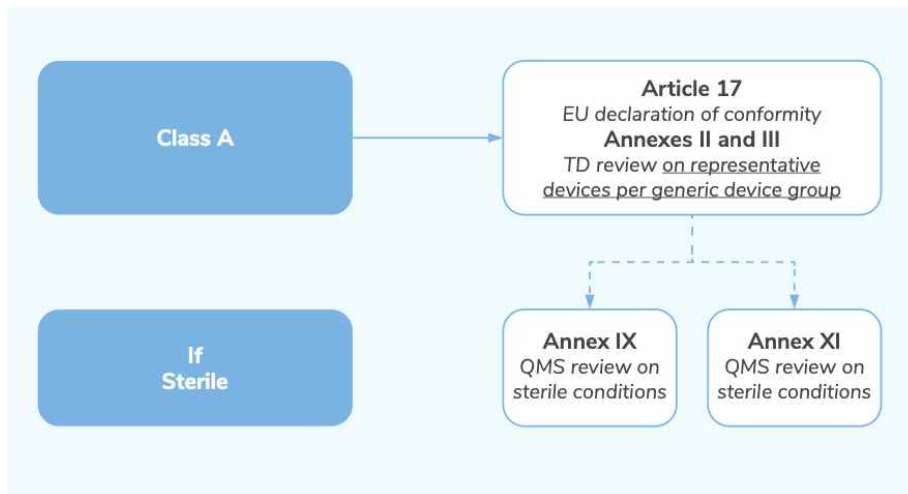 Class A
Article 17
EU declaration of conformity
Annexes II and III
TD review on representative
devices per generic device group
If
Sterile
Annex IX
QMS review on
sterile conditions
Annex XI
QMS review on
sterile conditions